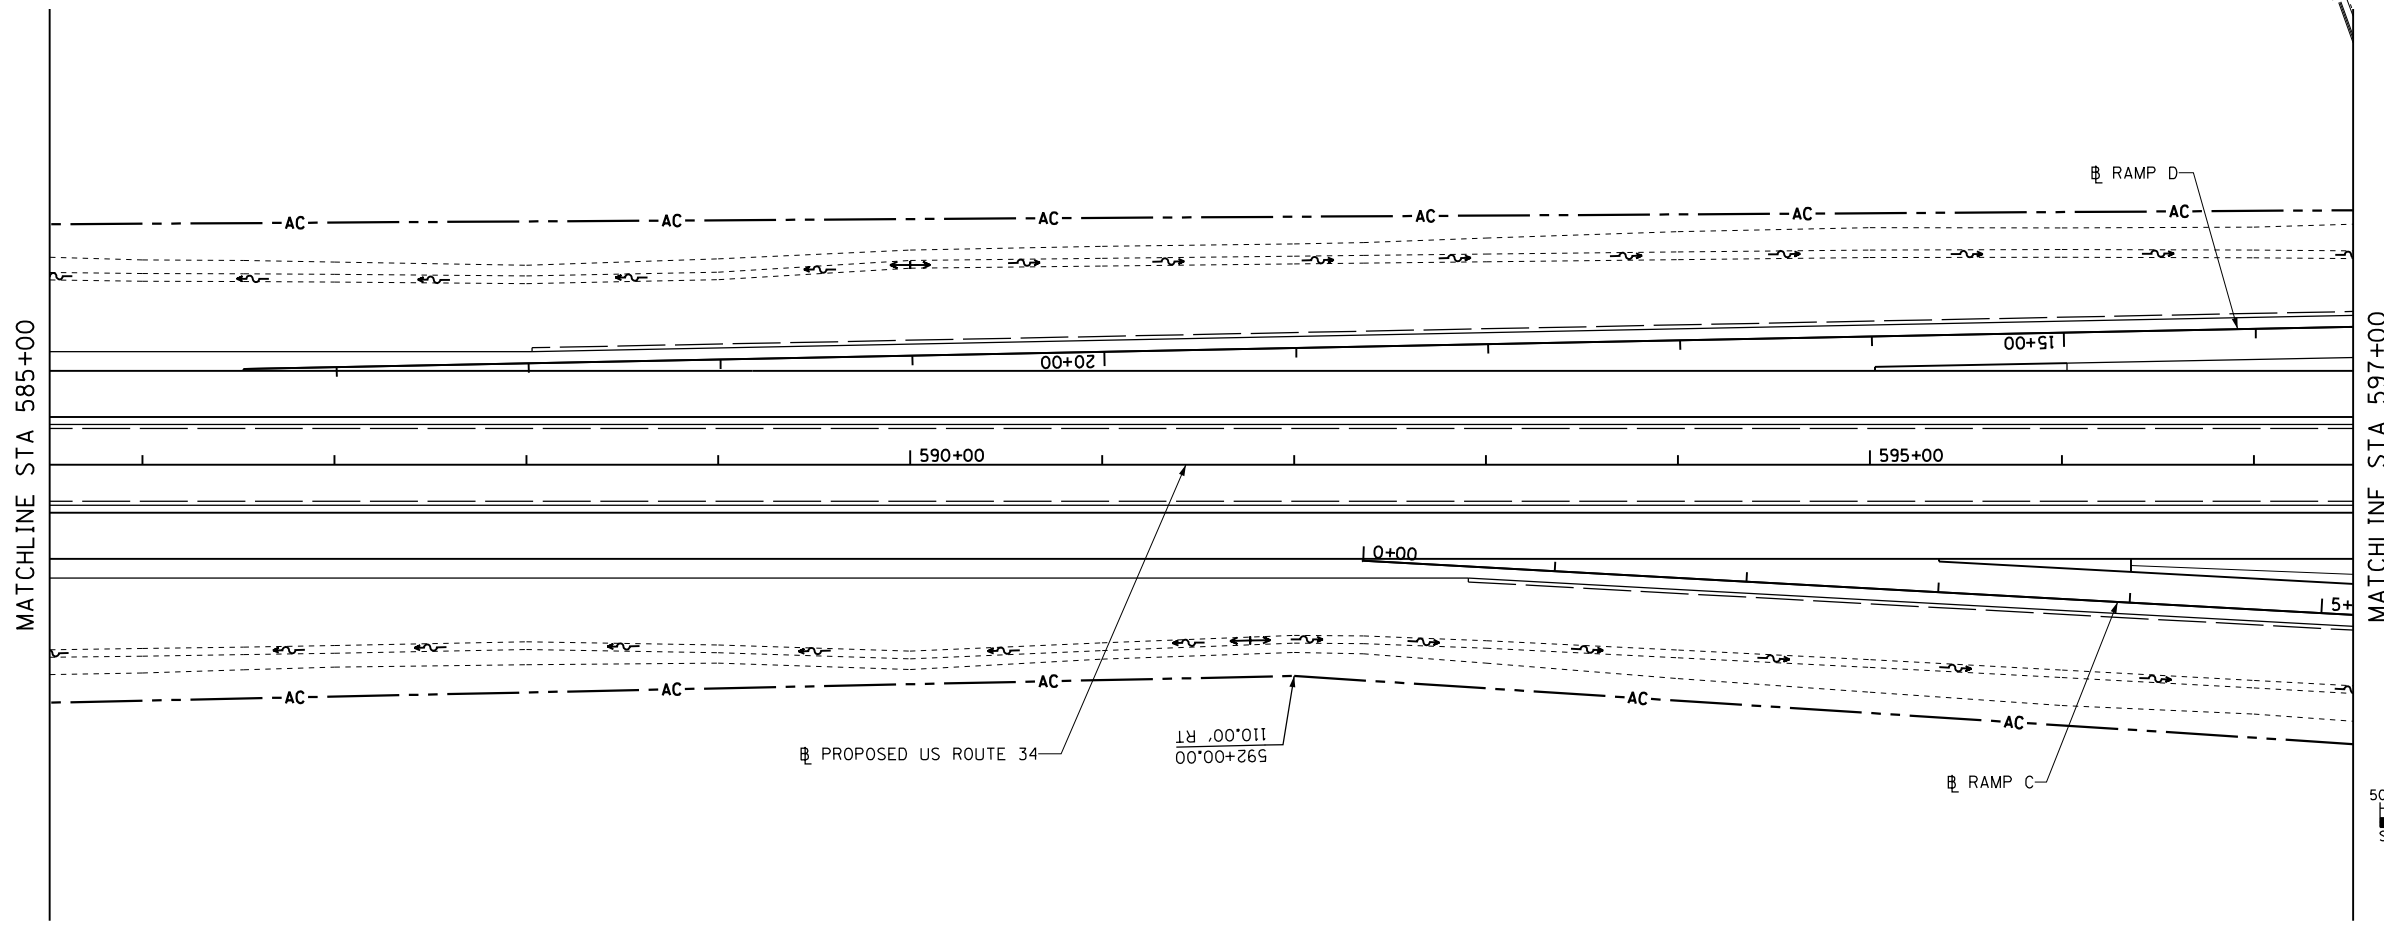 ℄ RAMP D
AC AC AC AC AC AC
15+00
20+00
MATCHLINE STA 585+00
MATCHLINE STA 597+00
590+00
595+00
0+00
5+
AC AC AC AC AC
110.00' RT
592+00.00
℄ PROPOSED US ROUTE 34
℄ RAMP C
50